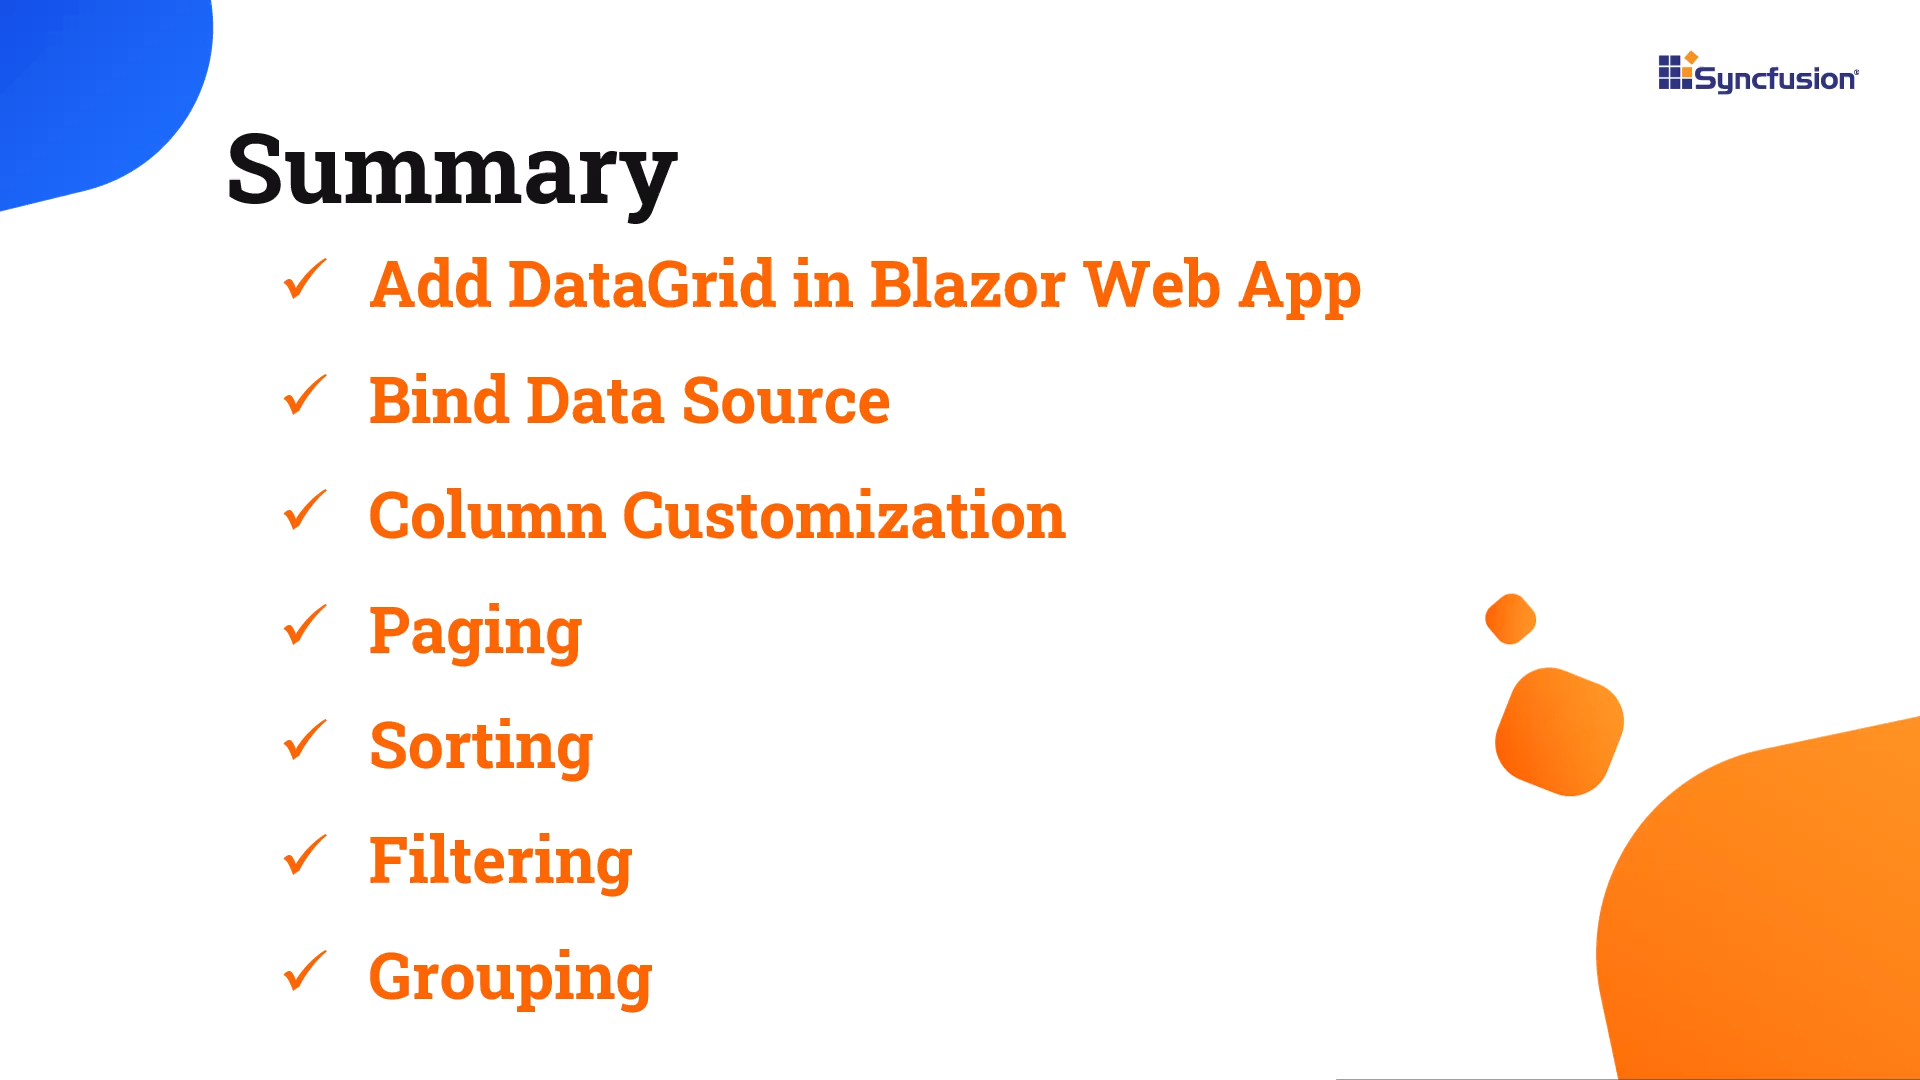 Syncfusion®
Summary
✓ Add DataGrid in Blazor Web App
✓ Bind Data Source
✓ Column Customization
✓ Paging
✓ Sorting
✓ Filtering
✓ Grouping